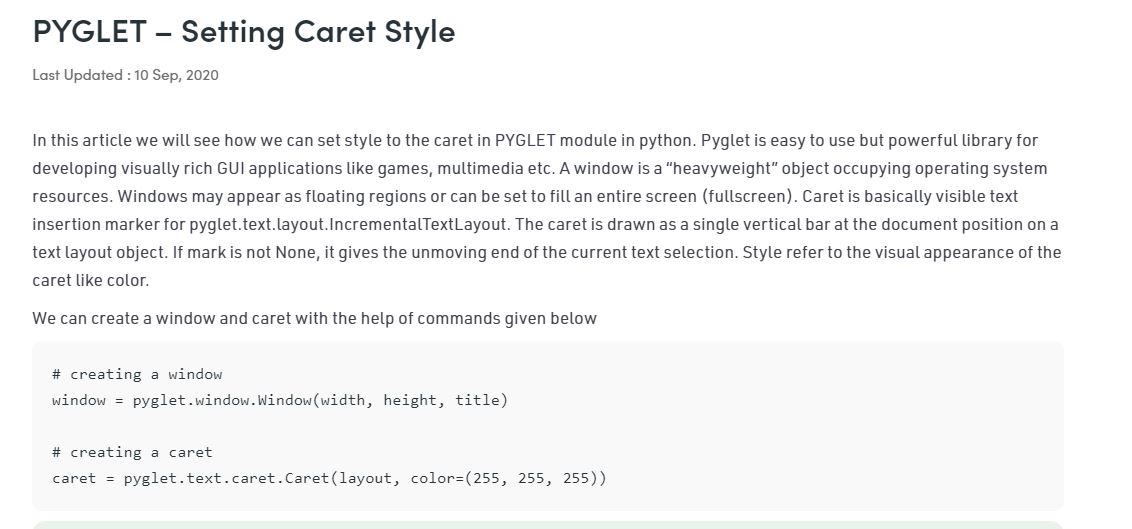 PYGLET – Setting Caret Style
Last Updated : 10 Sep, 2020
In this article we will see how we can set style to the caret in PYGLET module in python. Pyglet is easy to use but powerful library for
developing visually rich GUI applications like games, multimedia etc. A window is a “heavyweight” object occupying operating system
resources. Windows may appear as floating regions or can be set to fill an entire screen (fullscreen). Caret is basically visible text
insertion marker for pyglet.text.layout.IncrementalTextLayout. The caret is drawn as a single vertical bar at the document position on a
text layout object. If mark is not None, it gives the unmoving end of the current text selection. Style refer to the visual appearance of the
caret like color.
We can create a window and caret with the help of commands given below
# creating a window
window = pyglet.window.Window(width, height, title)
# creating a caret
caret = pyglet.text.caret.Caret(layout, color=(255, 255, 255))